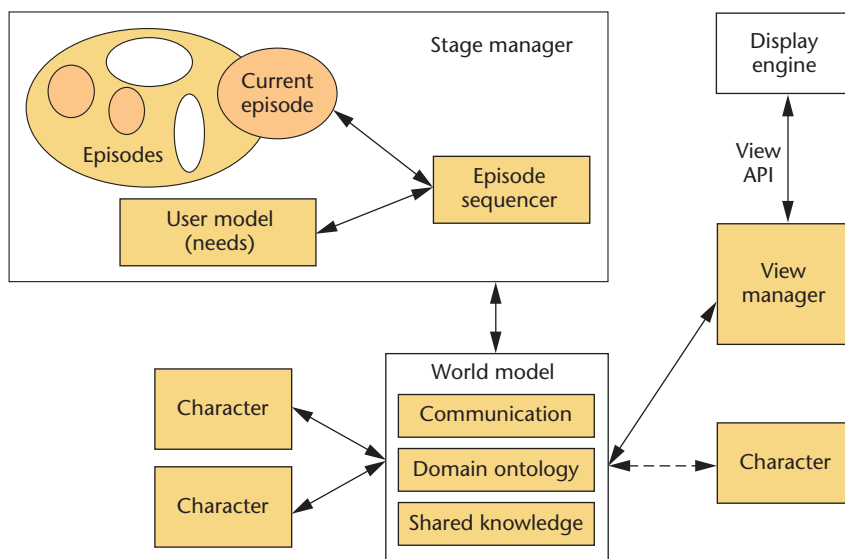 Stage manager
Current
episode
Episodes
Episode
sequencer
User model
(needs)
Display
engine
View
API
View
manager
World model
Communication
Domain ontology
Shared knowledge
Character
Character
Character